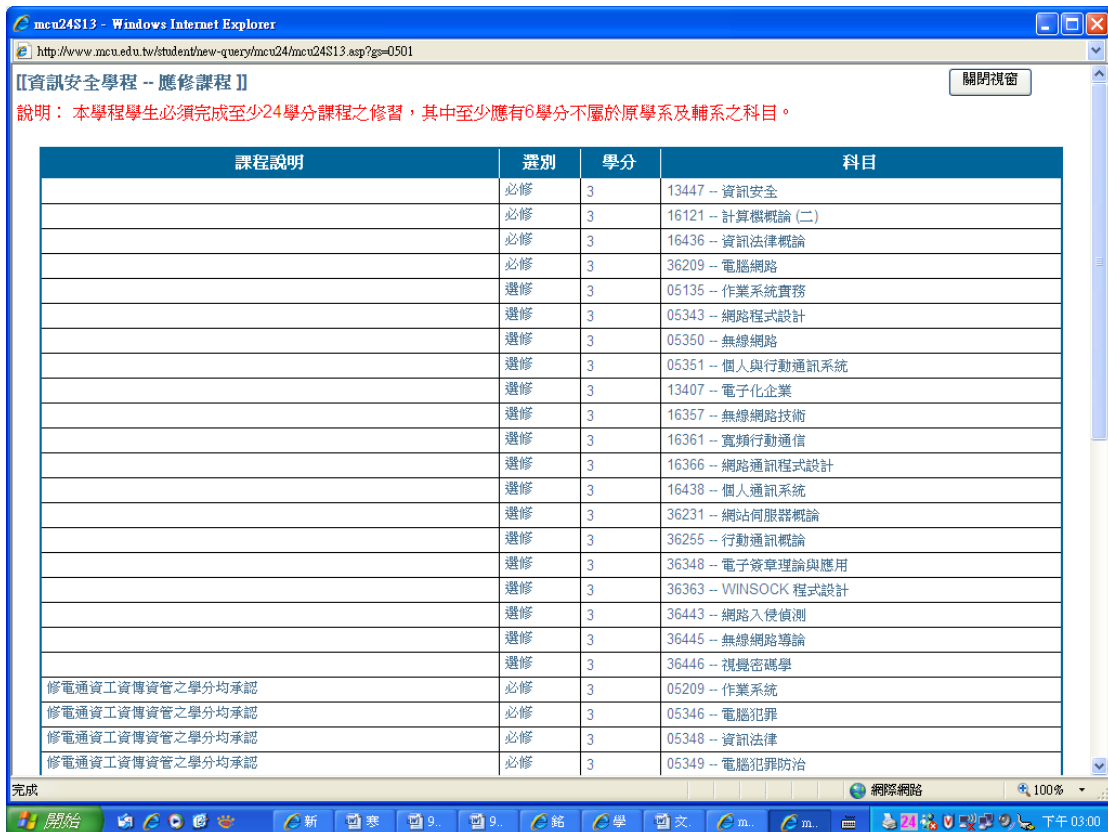 mcu24S13 - Windows Internet Explorer
http://www.mcu.edu.tw/student/new-query/mcu24/mcu24S13.asp?gs=0501
[[資訊安全學程 -- 應修課程 ]]
關閉視窗
說明： 本學程學生必須完成至少24學分課程之修習，其中至少應有6學分不屬於原學系及輔系之科目。
課程說明 選別 學分 科目
必修 3 13447 -- 資訊安全
必修 3 16121 -- 計算機概論 (二)
必修 3 16436 -- 資訊法律概論
必修 3 36209 -- 電腦網路
選修 3 05135 -- 作業系統實務
選修 3 05343 -- 網路程式設計
選修 3 05350 -- 無線網路
選修 3 05351 -- 個人與行動通訊系統
選修 3 13407 -- 電子化企業
選修 3 16357 -- 無線網路技術
選修 3 16361 -- 寬頻行動通信
選修 3 16366 -- 網路通訊程式設計
選修 3 16438 -- 個人通訊系統
選修 3 36231 -- 網站伺服器概論
選修 3 36255 -- 行動通訊概論
選修 3 36348 -- 電子簽章理論與應用
選修 3 36363 -- WINSOCK 程式設計
選修 3 36443 -- 網路入侵偵測
選修 3 36445 -- 無線網路導論
選修 3 36446 -- 視覺密碼學
修電通資工資傳資管之學分均承認 必修 3 05209 -- 作業系統
修電通資工資傳資管之學分均承認 必修 3 05346 -- 電腦犯罪
修電通資工資傳資管之學分均承認 必修 3 05348 -- 資訊法律
修電通資工資傳資管之學分均承認 必修 3 05349 -- 電腦犯罪防治
完成 網際網路 100%
開始 新 寒 9.. 9.. 銘 學 文. m.. m.. 24 下午 03:00